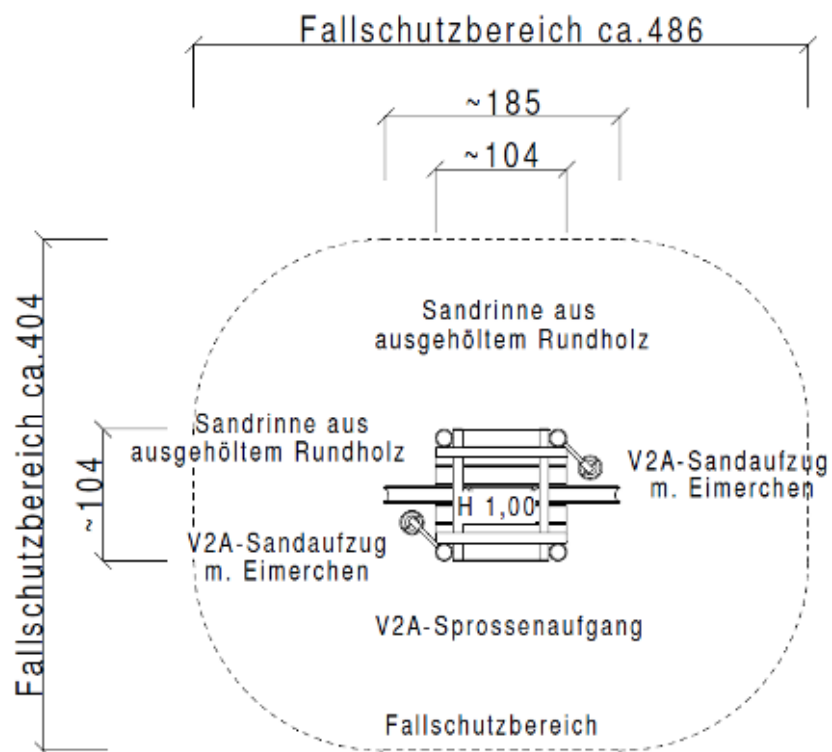 Fallschutzbereich ca.486
~185
~104
Fallschutzbereich ca.404
~104
Sandrinne aus
ausgehöltem Rundholz
Sandrinne aus
ausgehöltem Rundholz
V2A-Sandaufzug
m. Eimerchen
H 1,00
V2A-Sandaufzug
m. Eimerchen
V2A-Sprossenaufgang
Fallschutzbereich